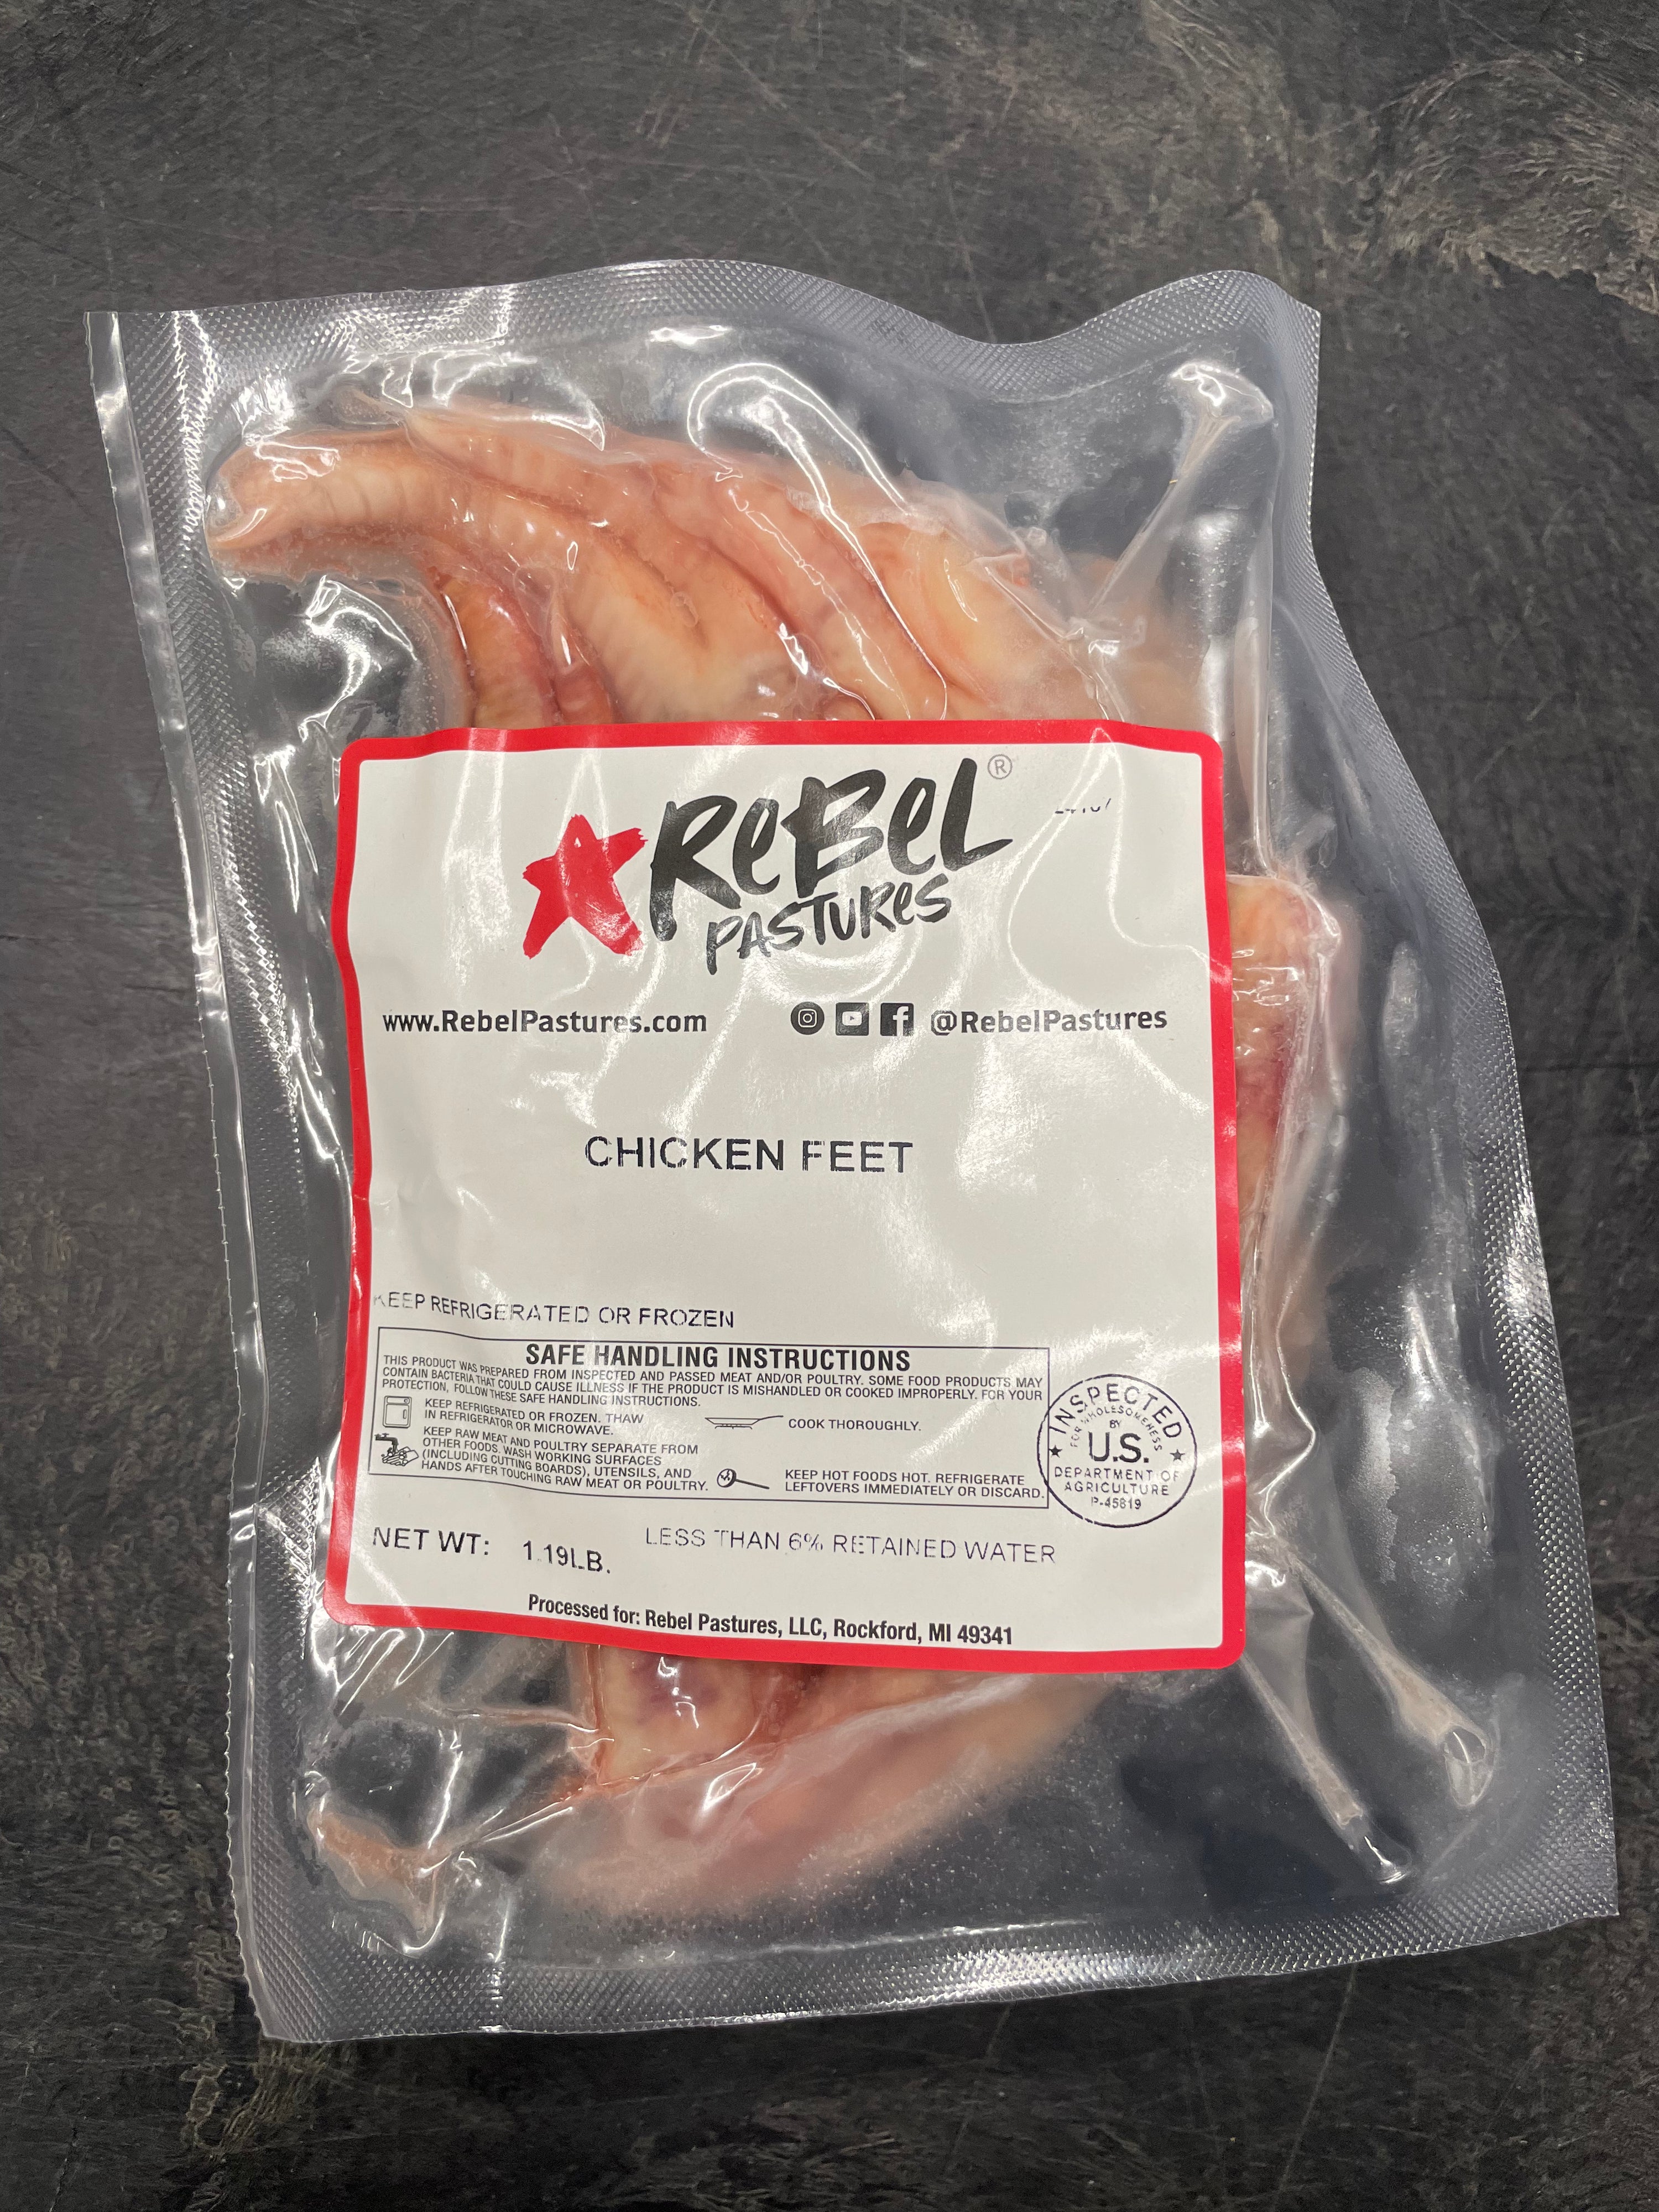 ReBeL®
PASTUReS
www.RebelPastures.com
@RebelPastures
CHICKEN FEET
KEEP REFRIGERATED OR FROZEN
SAFE HANDLING INSTRUCTIONS
THIS PRODUCT WAS PREPARED FROM INSPECTED AND PASSED MEAT AND/OR POULTRY. SOME FOOD PRODUCTS MAY
CONTAIN BACTERIA THAT COULD CAUSE ILLNESS IF THE PRODUCT IS MISHANDLED OR COOKED IMPROPERLY. FOR YOUR
PROTECTION, FOLLOW THESE SAFE HANDLING INSTRUCTIONS.
KEEP REFRIGERATED OR FROZEN. THAW
IN REFRIGERATOR OR MICROWAVE.
COOK THOROUGHLY.
KEEP RAW MEAT AND POULTRY SEPARATE FROM
OTHER FOODS. WASH WORKING SURFACES
(INCLUDING CUTTING BOARDS), UTENSILS, AND
HANDS AFTER TOUCHING RAW MEAT OR POULTRY.
KEEP HOT FOODS HOT. REFRIGERATE
LEFTOVERS IMMEDIATELY OR DISCARD.
INSPECTED
FOR WHOLESOMENESS
BY
U.S.
DEPARTMENT OF
AGRICULTURE
P-45819
NET WT: 1.19LB.
LESS THAN 6% RETAINED WATER
Processed for: Rebel Pastures, LLC, Rockford, MI 49341